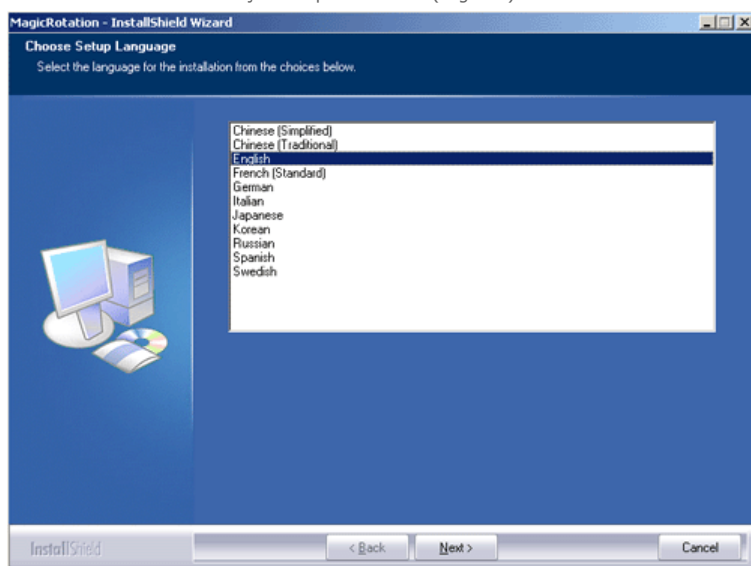 MagicRotation - InstallShield Wizard
Choose Setup Language
Select the language for the installation from the choices below.
Chinese (Simplified)
Chinese (Traditional)
English
French (Standard)
German
Italian
Japanese
Korean
Russian
Spanish
Swedish
InstallShield
< Back
Next >
Cancel